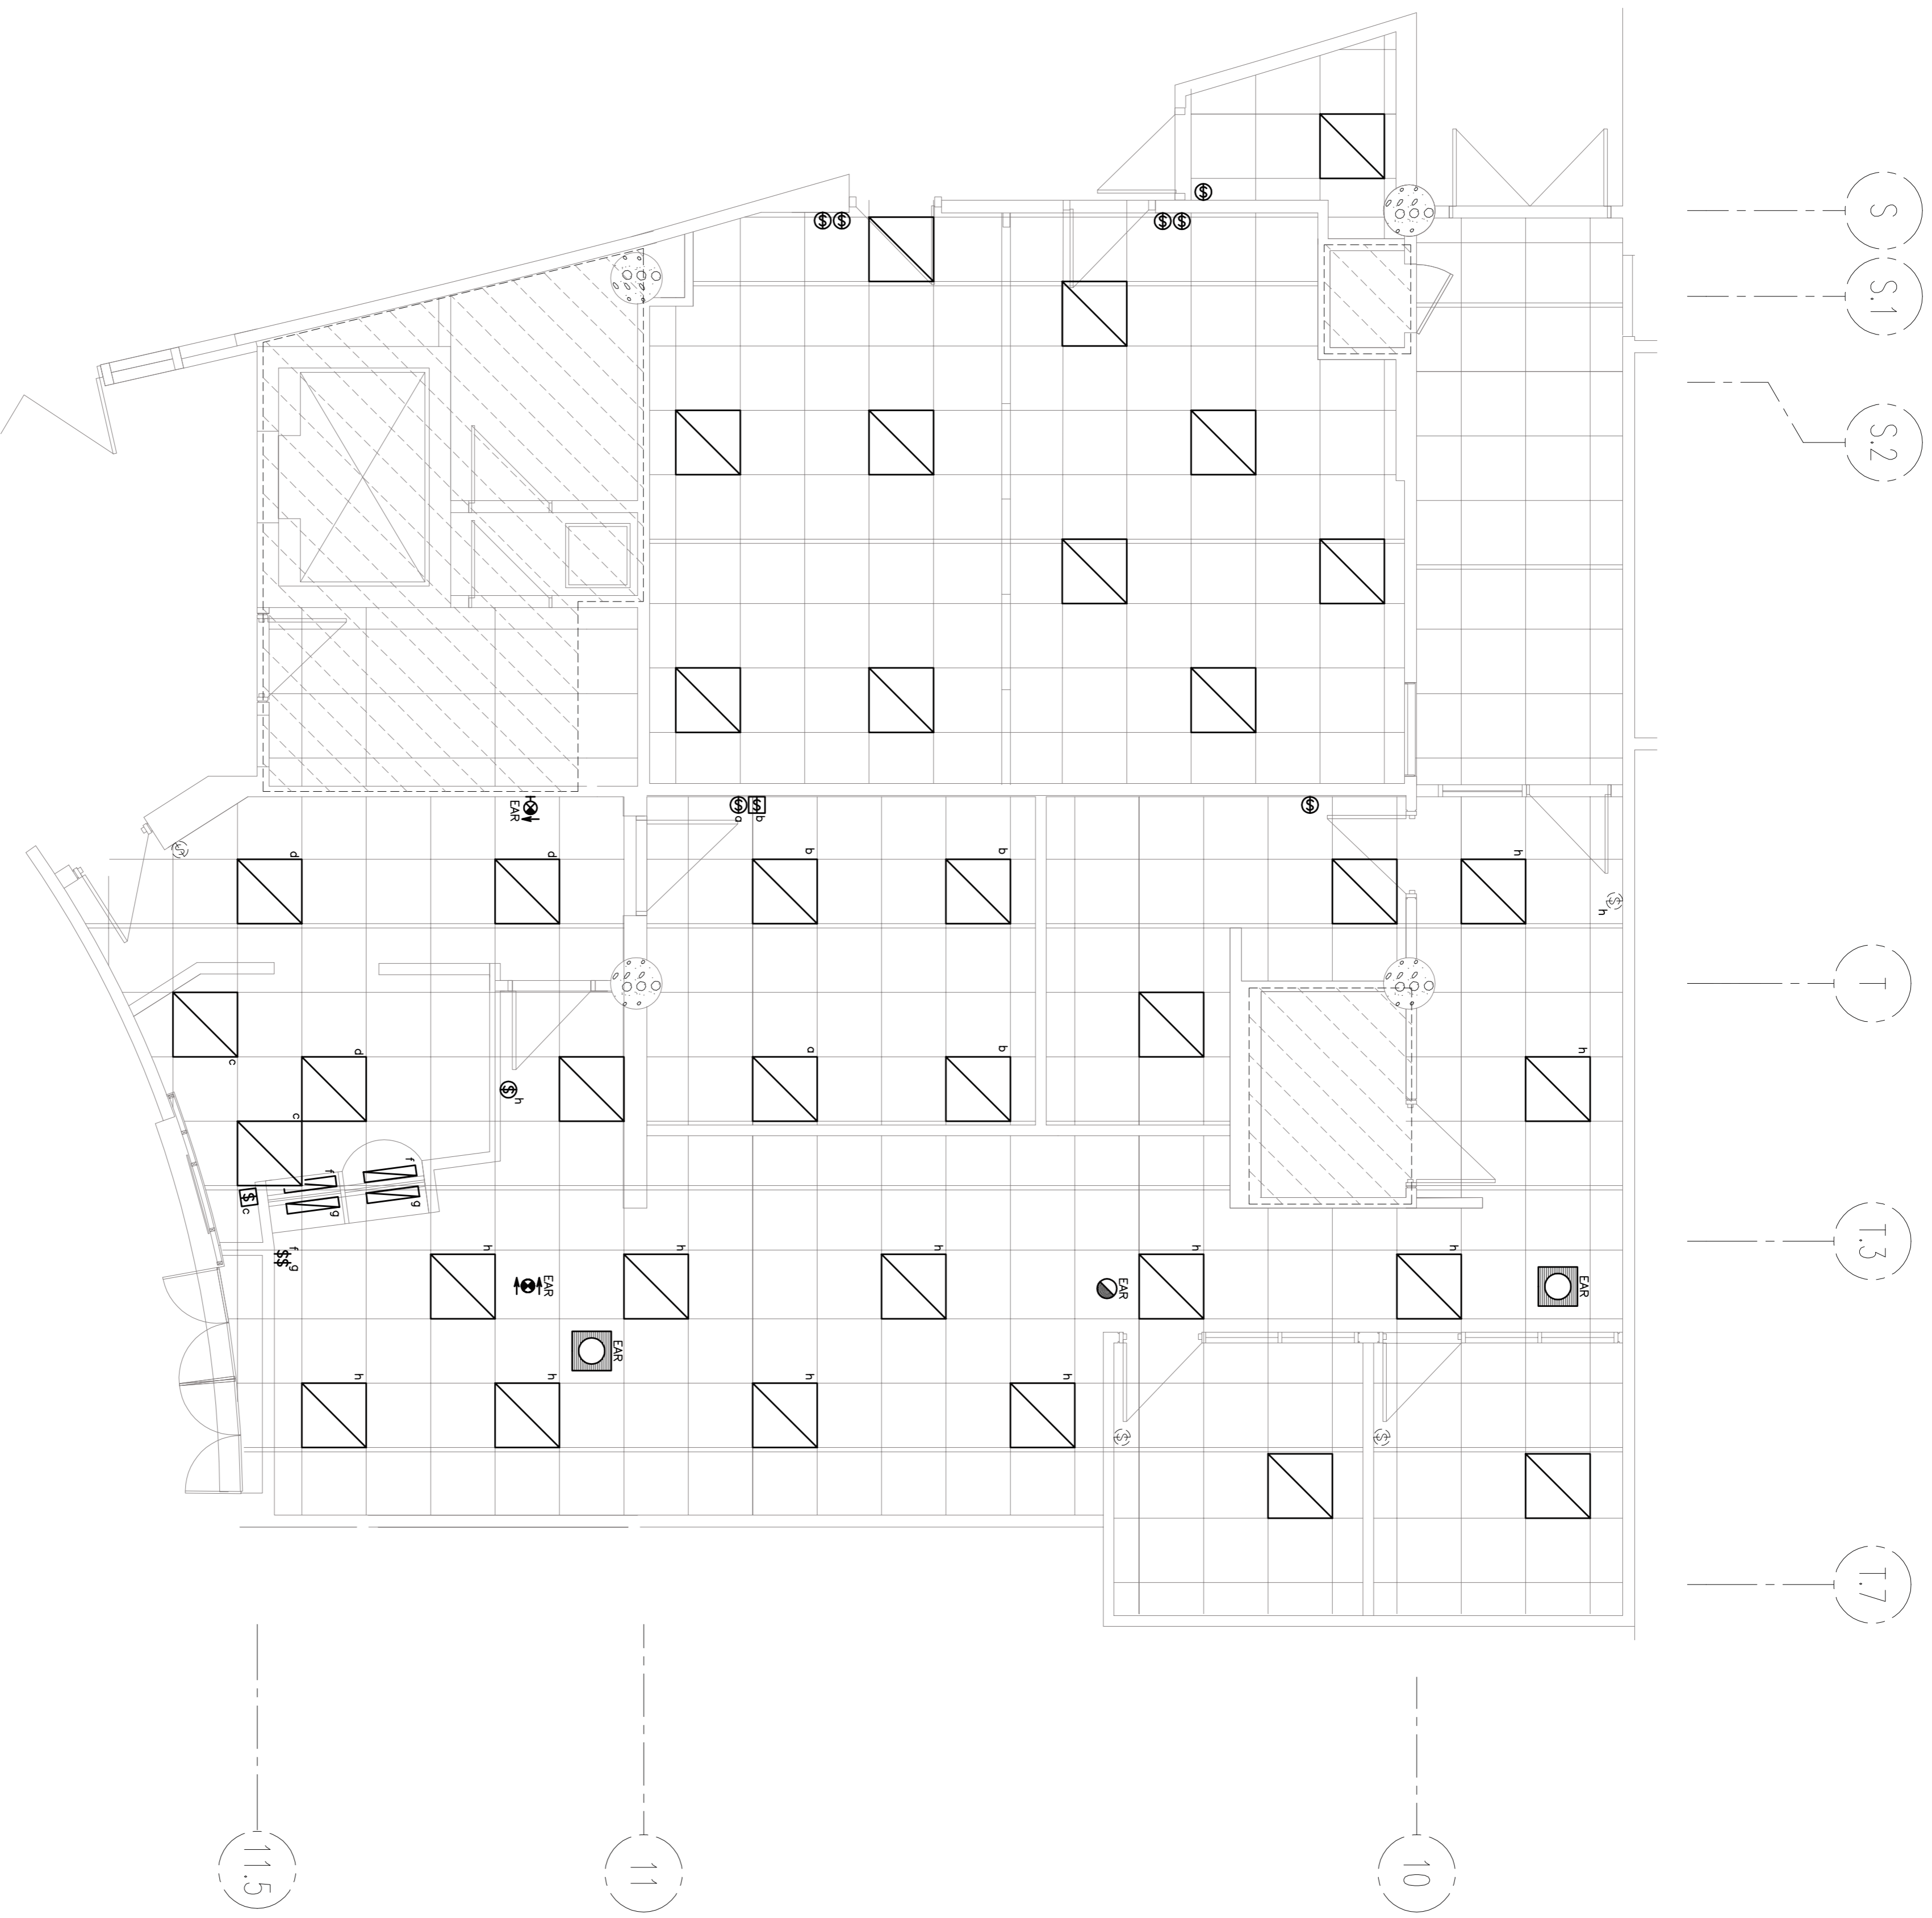 S
S.1
S.2
T
T.3
T.7
11.5
11
10
$
$ $
$ $
EAR
$ a
$ b
$
$
$ h
d
d
b
b
h
c
d
a
b
h
$ h
c
f
f
g
g
$ c
$$ f g
h
EAR
h
h
EAR
h
h
EAR
EAR
h
h
h
h
$
$